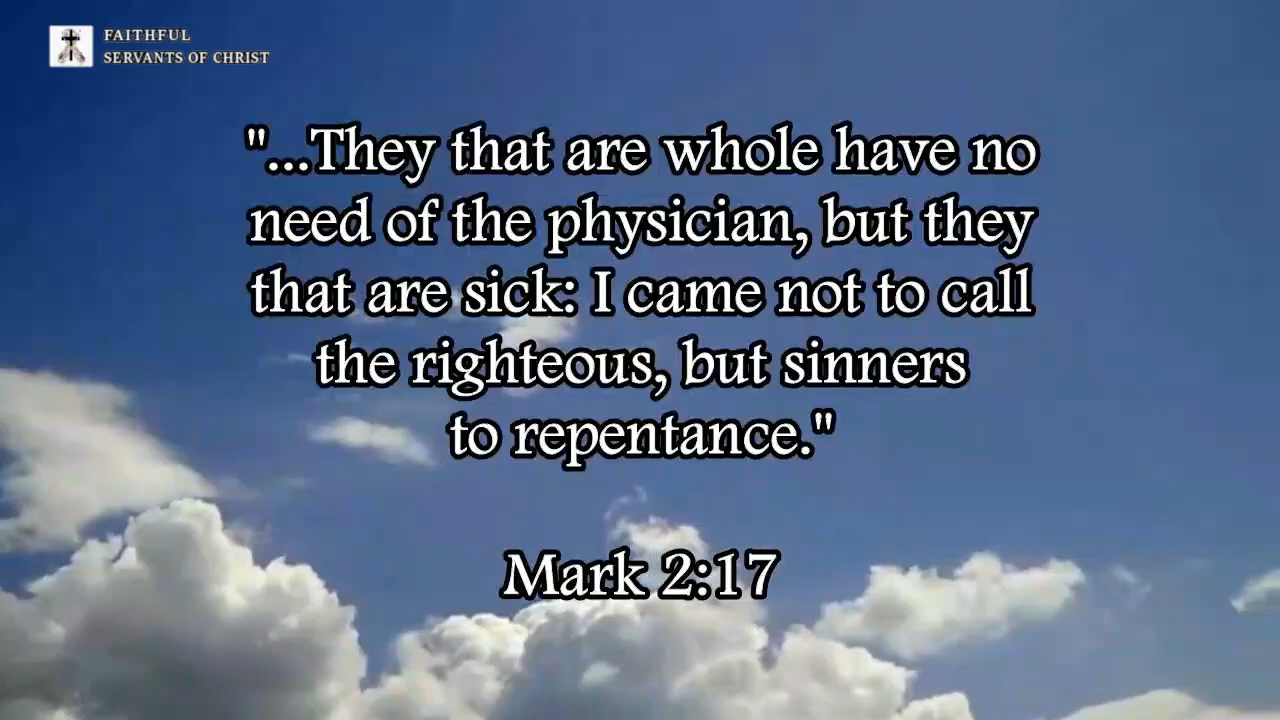 FAITHFUL
SERVANTS OF CHRIST
"...They that are whole have no
need of the physician, but they
that are sick: I came not to call
the righteous, but sinners
to repentance."
Mark 2:17